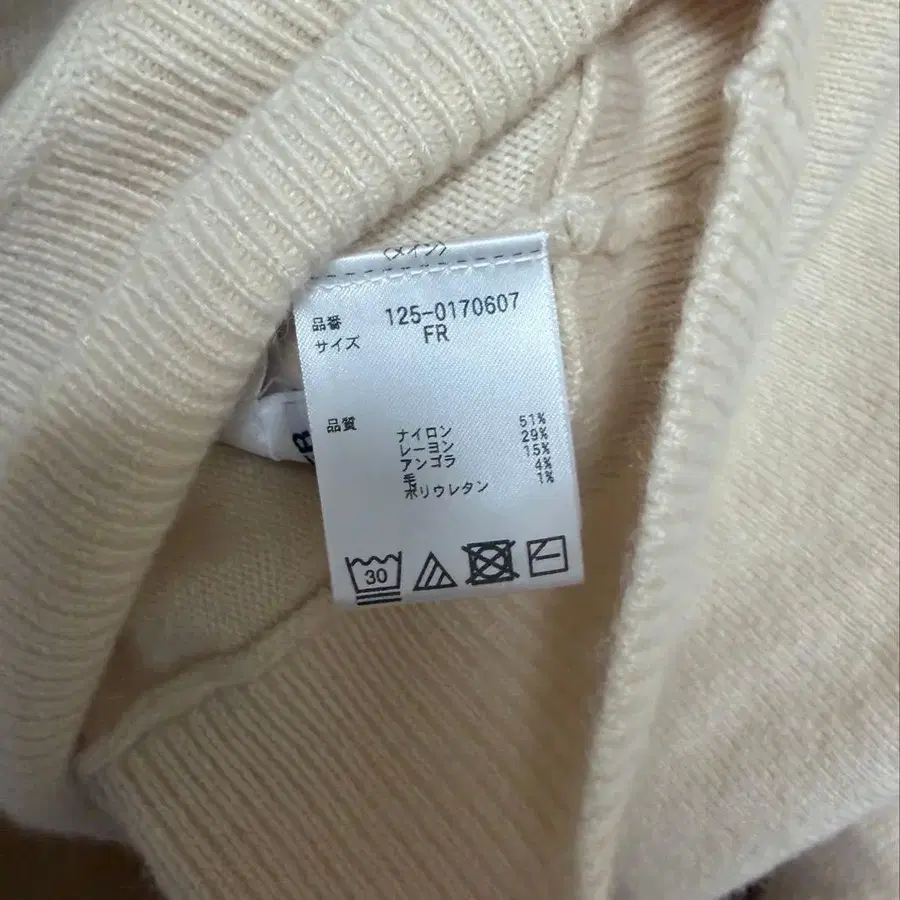 〈メイン〉
品番 125-0170607
サイズ FR
品質
ナイロン 51%
レーヨン 29%
アンゴラ 15%
毛 4%
ポリウレタン 1%
30